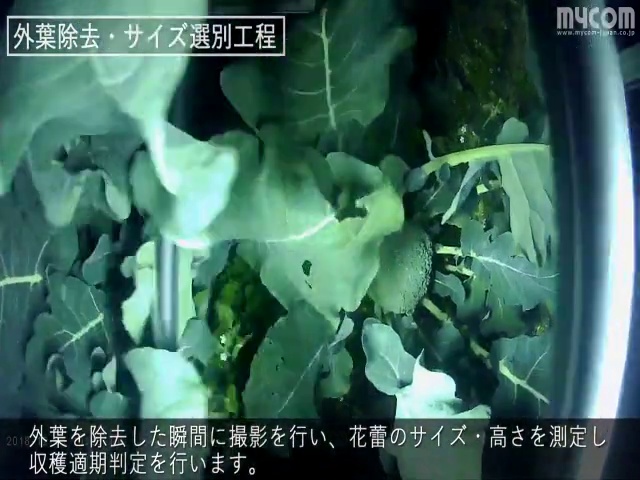 外葉除去・サイズ選別工程
mycom
www.mycom-japan.co.jp
2018
外葉を除去した瞬間に撮影を行い、花蕾のサイズ・高さを測定し
収穫適期判定を行います。